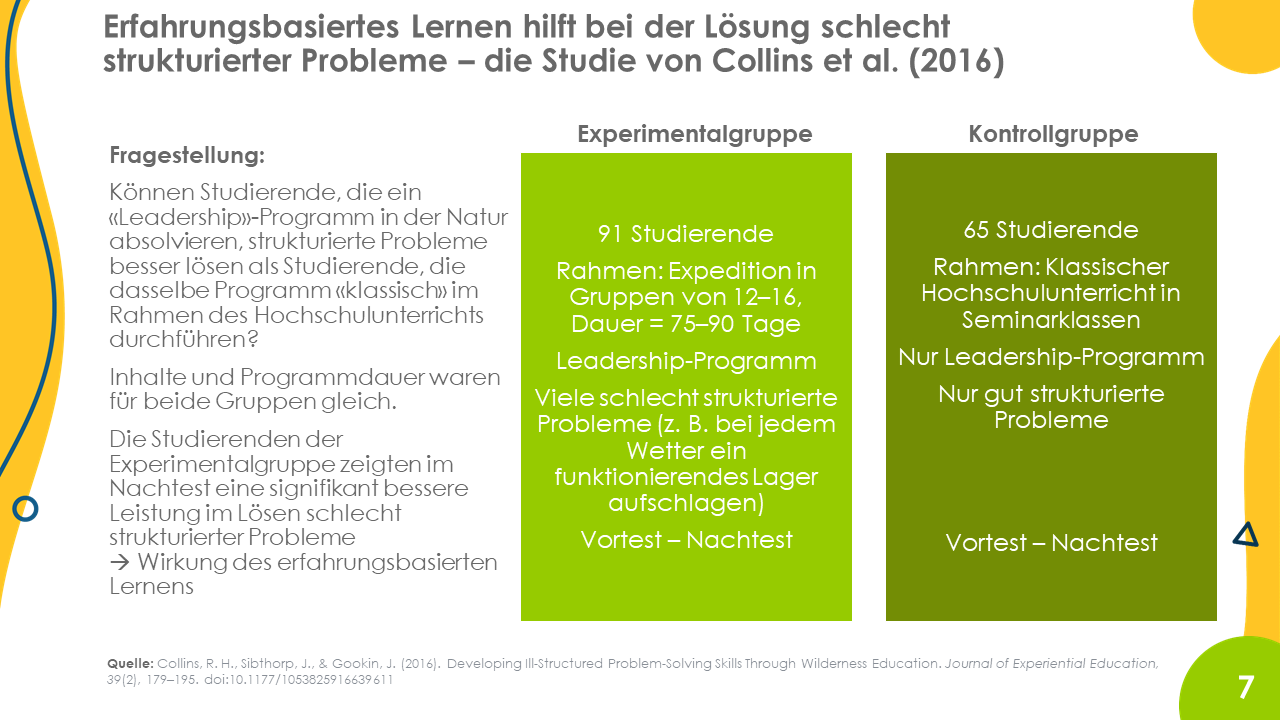 Erfahrungsbasiertes Lernen hilft bei der Lösung schlecht
strukturierter Probleme – die Studie von Collins et al. (2016)
Fragestellung:
Können Studierende, die ein
«Leadership»-Programm in der Natur
absolvieren, strukturierte Probleme
besser lösen als Studierende, die
dasselbe Programm «klassisch» im
Rahmen des Hochschulunterrichts
durchführen?
Inhalte und Programmdauer waren
für beide Gruppen gleich.
Die Studierenden der
Experimentalgruppe zeigten im
Nachtest eine signifikant bessere
Leistung im Lösen schlecht
strukturierter Probleme
→ Wirkung des erfahrungsbasierten
Lernens
Experimentalgruppe
91 Studierende
Rahmen: Expedition in
Gruppen von 12–16,
Dauer = 75–90 Tage
Leadership-Programm
Viele schlecht strukturierte
Probleme (z. B. bei jedem
Wetter ein
funktionierendes Lager
aufschlagen)
Vortest – Nachtest
Kontrollgruppe
65 Studierende
Rahmen: Klassischer
Hochschulunterricht in
Seminarklassen
Nur Leadership-Programm
Nur gut strukturierte
Probleme
Vortest – Nachtest
Quelle: Collins, R. H., Sibthorp, J., & Gookin, J. (2016). Developing Ill-Structured Problem-Solving Skills Through Wilderness Education. Journal of Experiential Education,
39(2), 179–195. doi:10.1177/1053825916639611
7